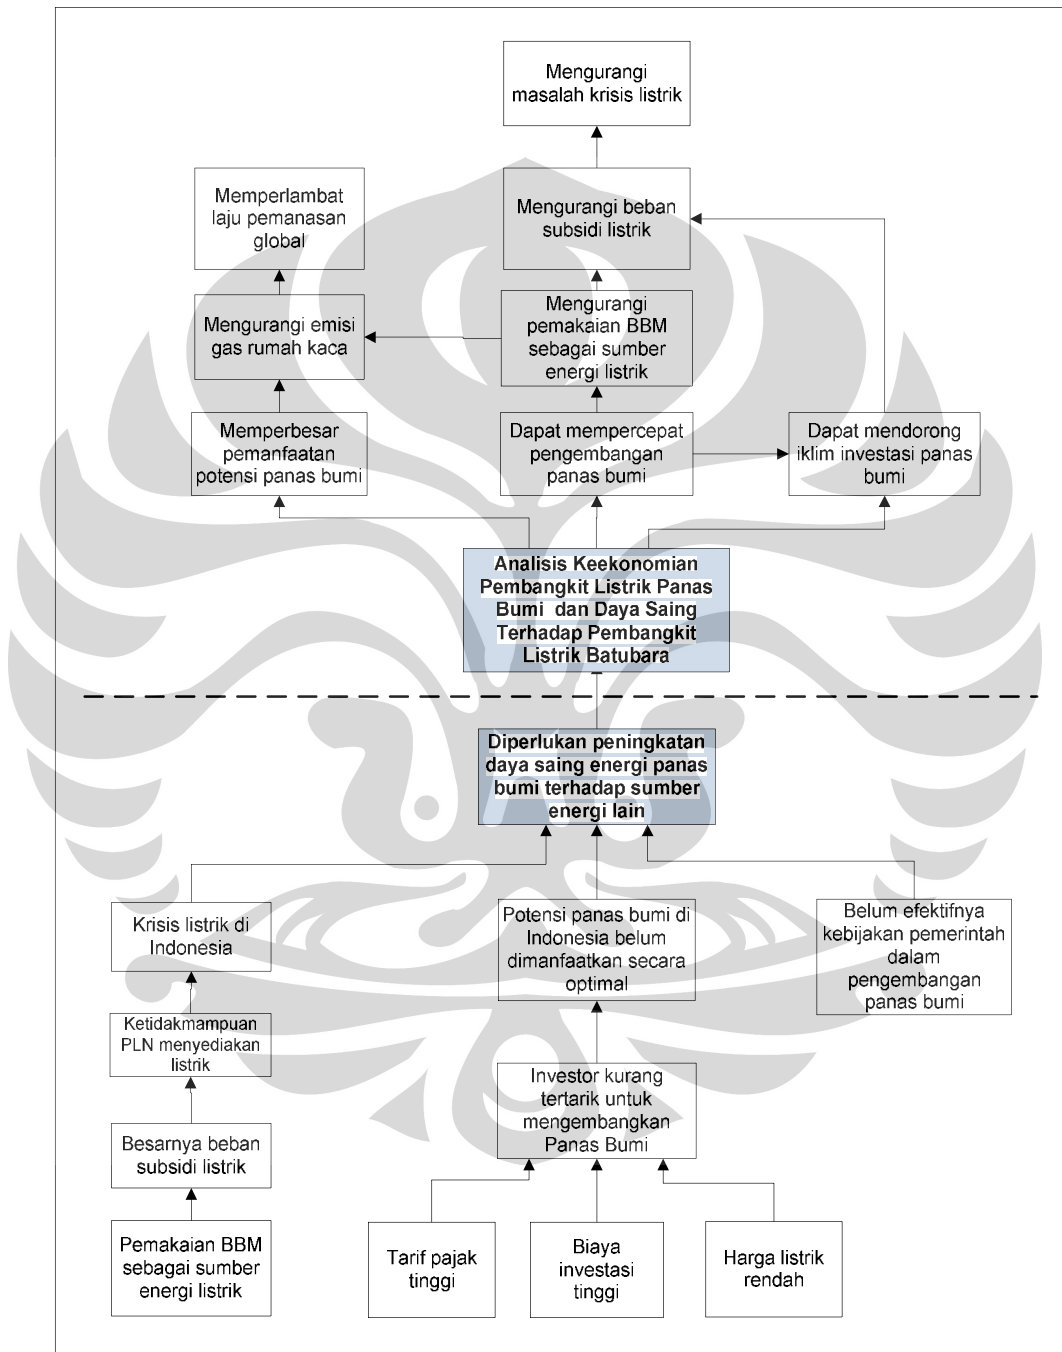 Mengurangi
masalah krisis listrik
Memperlambat
laju pemanasan
global
Mengurangi beban
subsidi listrik
Mengurangi emisi
gas rumah kaca
Mengurangi
pemakaian BBM
sebagai sumber
energi listrik
Memperbesar
pemanfaatan
potensi panas bumi
Dapat mempercepat
pengembangan
panas bumi
Dapat mendorong
iklim investasi panas
bumi
Analisis Keekonomian
Pembangkit Listrik Panas
Bumi dan Daya Saing
Terhadap Pembangkit
Listrik Batubara
Diperlukan peningkatan
daya saing energi panas
bumi terhadap sumber
energi lain
Krisis listrik di
Indonesia
Potensi panas bumi di
Indonesia belum
dimanfaatkan secara
optimal
Belum efektifnya
kebijakan pemerintah
dalam
pengembangan
panas bumi
Ketidakmampuan
PLN menyediakan
listrik
Investor kurang
tertarik untuk
mengembangkan
Panas Bumi
Besarnya beban
subsidi listrik
Pemakaian BBM
sebagai sumber
energi listrik
Tarif pajak
tinggi
Biaya
investasi
tinggi
Harga listrik
rendah